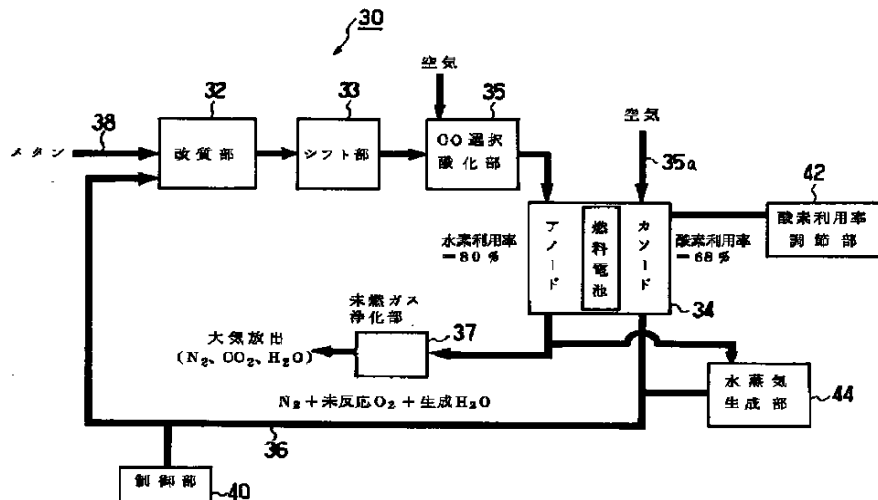 30
空気
32
33
35
空気
38
メタン
改質部
シフト部
CO選択
酸化部
35a
42
酸素利用率
調節部
水素利用率
=80%
アノード
燃料電池
カソード
酸素利用率
=68%
34
未燃ガス
浄化部
37
大気放出
(N₂、CO₂、H₂O)
水蒸気
生成部
44
N₂+未反応O₂+生成H₂O
36
制御部
40